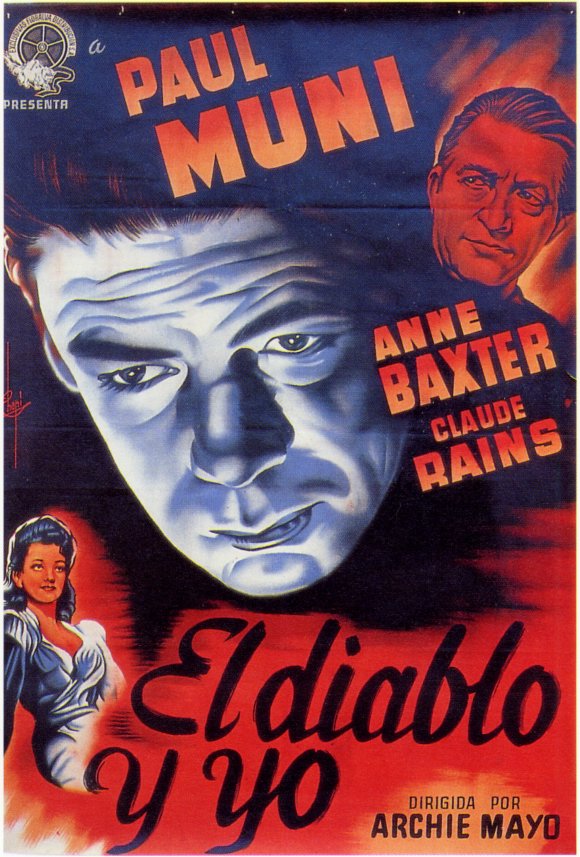 a
PRESENTA
PAUL
MUNI
ANNE
BAXTER
CLAUDE
RAINS
El diablo
y yo
DIRIGIDA POR
ARCHIE MAYO